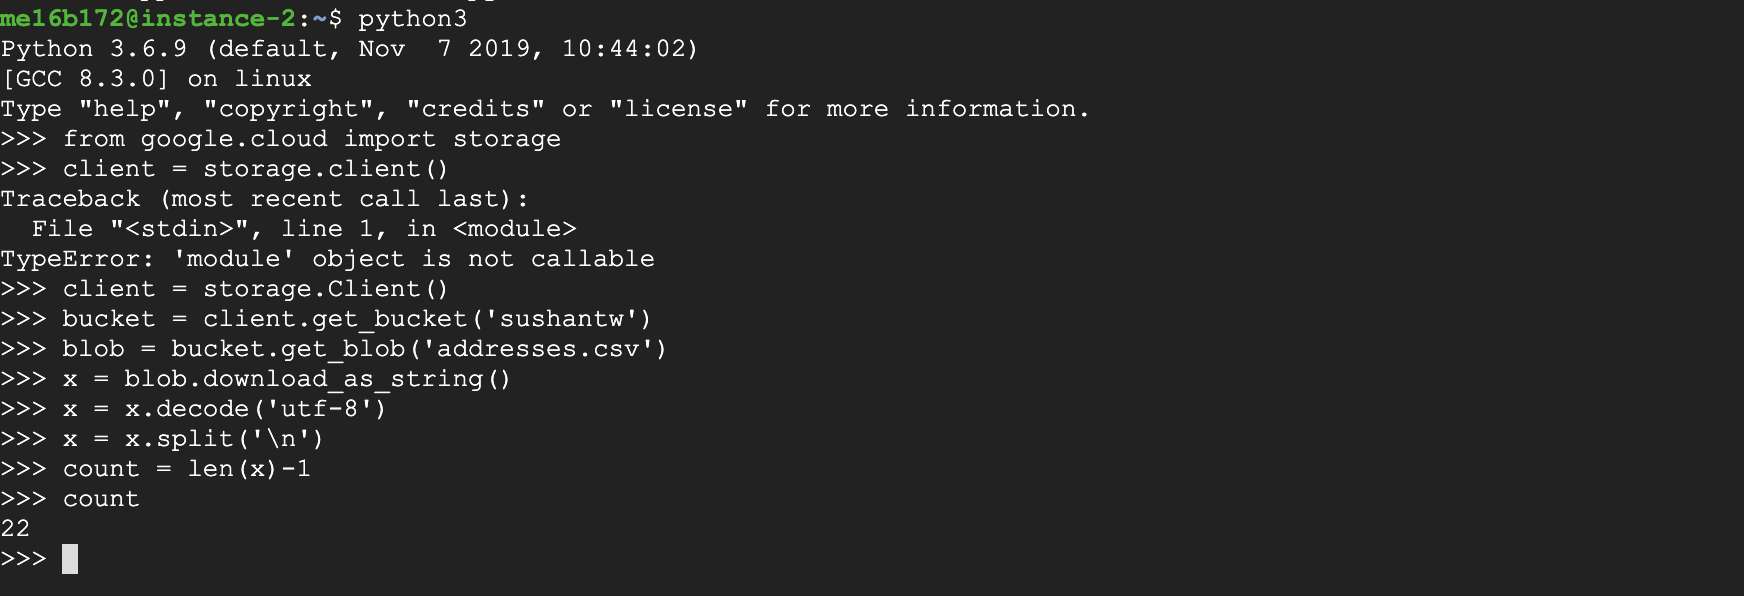 me16b172@instance-2:~$ python3
Python 3.6.9 (default, Nov  7 2019, 10:44:02)
[GCC 8.3.0] on linux
Type "help", "copyright", "credits" or "license" for more information.
>>> from google.cloud import storage
>>> client = storage.client()
Traceback (most recent call last):
  File "<stdin>", line 1, in <module>
TypeError: 'module' object is not callable
>>> client = storage.Client()
>>> bucket = client.get_bucket('sushantw')
>>> blob = bucket.get_blob('addresses.csv')
>>> x = blob.download_as_string()
>>> x = x.decode('utf-8')
>>> x = x.split('\n')
>>> count = len(x)-1
>>> count
22
>>>